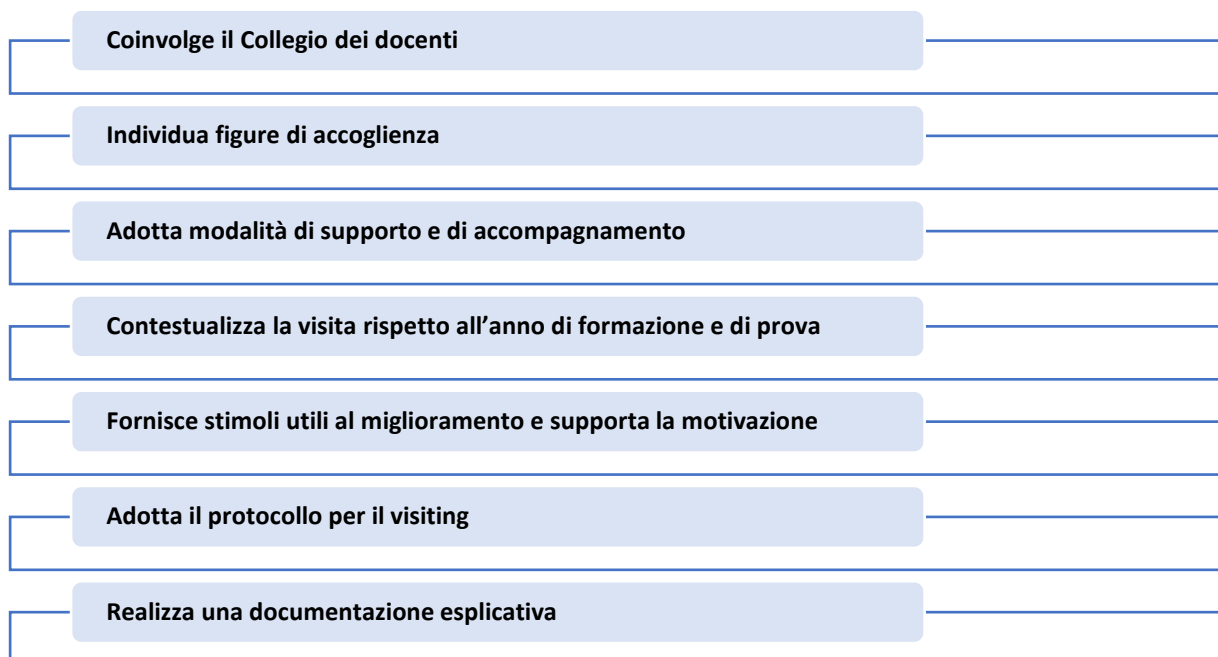 Coinvolge il Collegio dei docenti
Individua figure di accoglienza
Adotta modalità di supporto e di accompagnamento
Contestualizza la visita rispetto all’anno di formazione e di prova
Fornisce stimoli utili al miglioramento e supporta la motivazione
Adotta il protocollo per il visiting
Realizza una documentazione esplicativa